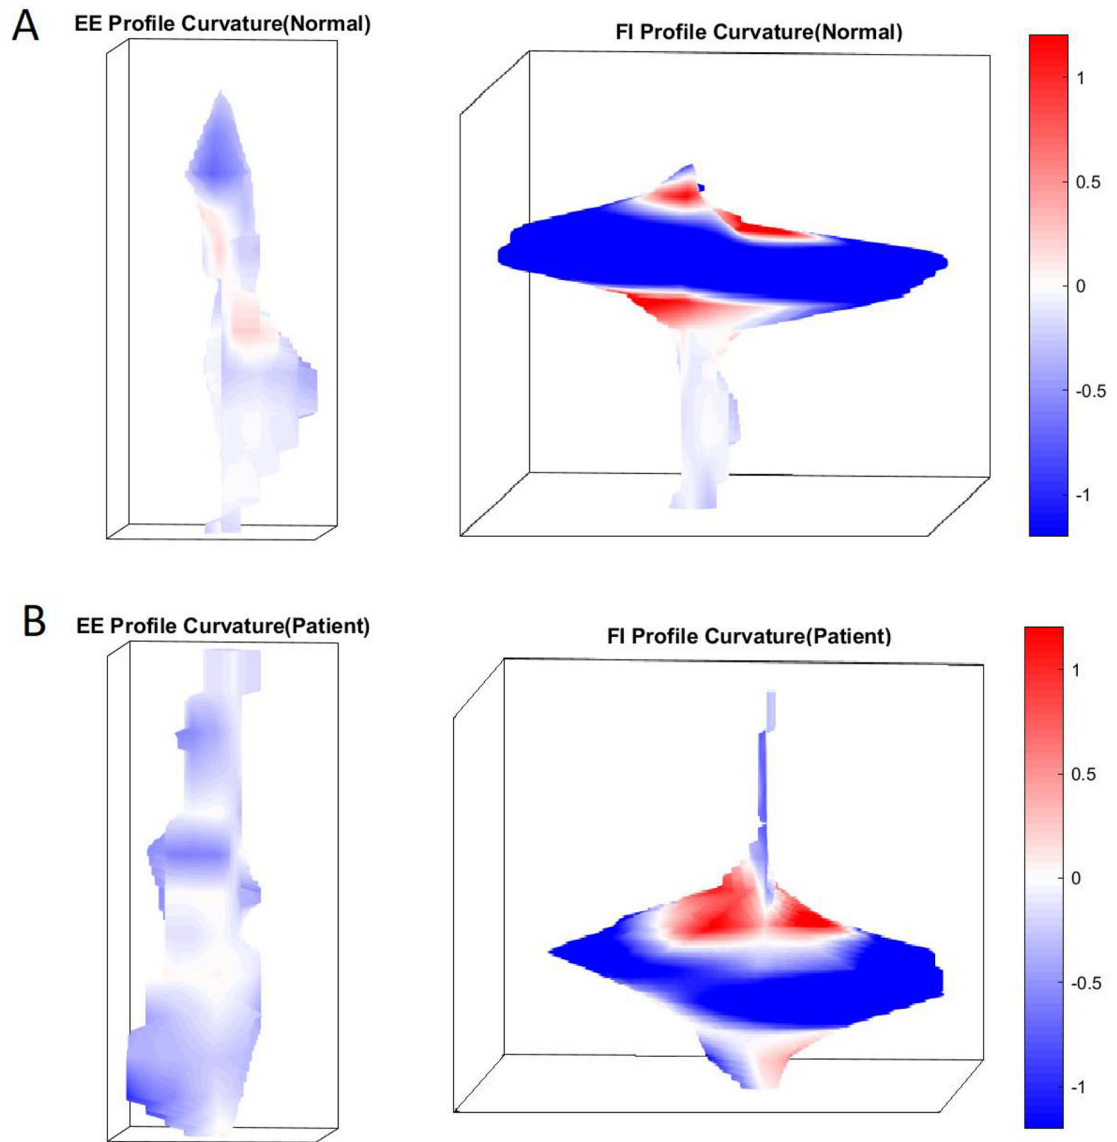 A
EE Profile Curvature(Normal)
FI Profile Curvature(Normal)
1
0.5
0
-0.5
-1
B
EE Profile Curvature(Patient)
FI Profile Curvature(Patient)
1
0.5
0
-0.5
-1